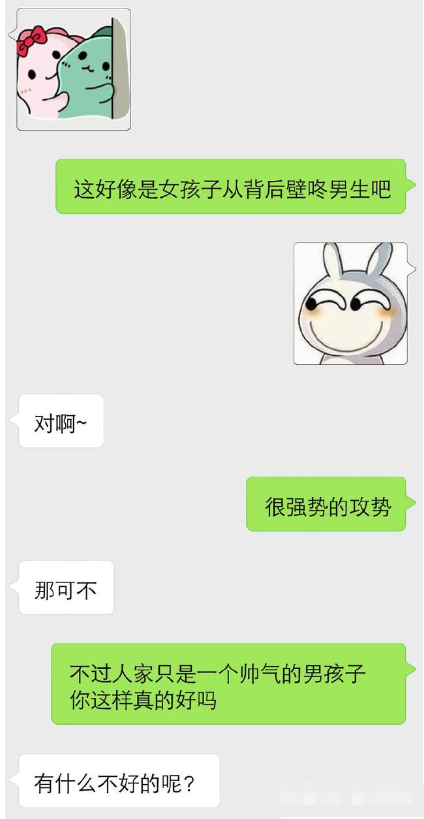 这好像是女孩子从背后壁咚男生吧
对啊~
很强势的攻势
那可不
不过人家只是一个帅气的男孩子
你这样真的好吗
有什么不好的呢?